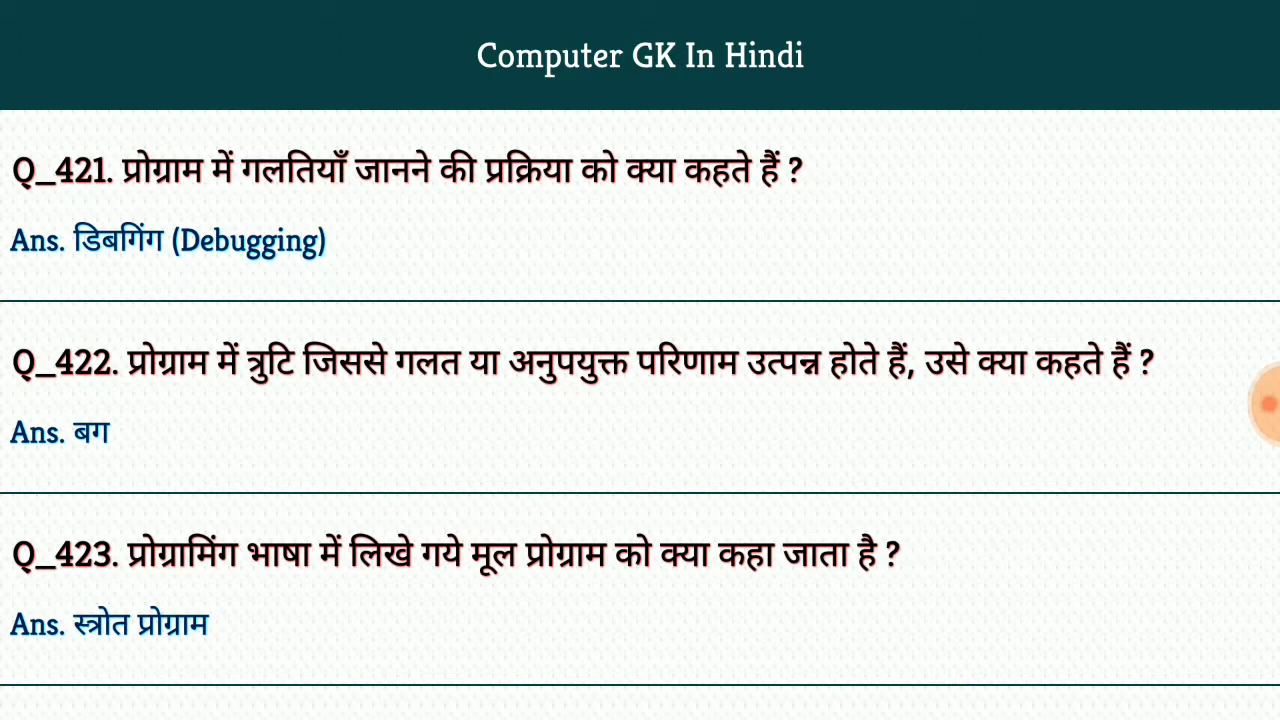 Computer GK In Hindi
Q_421. प्रोग्राम में गलतियाँ जानने की प्रक्रिया को क्या कहते हैं ?
Ans. डिबगिंग (Debugging)
Q_422. प्रोग्राम में त्रुटि जिससे गलत या अनुपयुक्त परिणाम उत्पन्न होते हैं, उसे क्या कहते हैं ?
Ans. बग
Q_423. प्रोग्रामिंग भाषा में लिखे गये मूल प्रोग्राम को क्या कहा जाता है ?
Ans. स्त्रोत प्रोग्राम